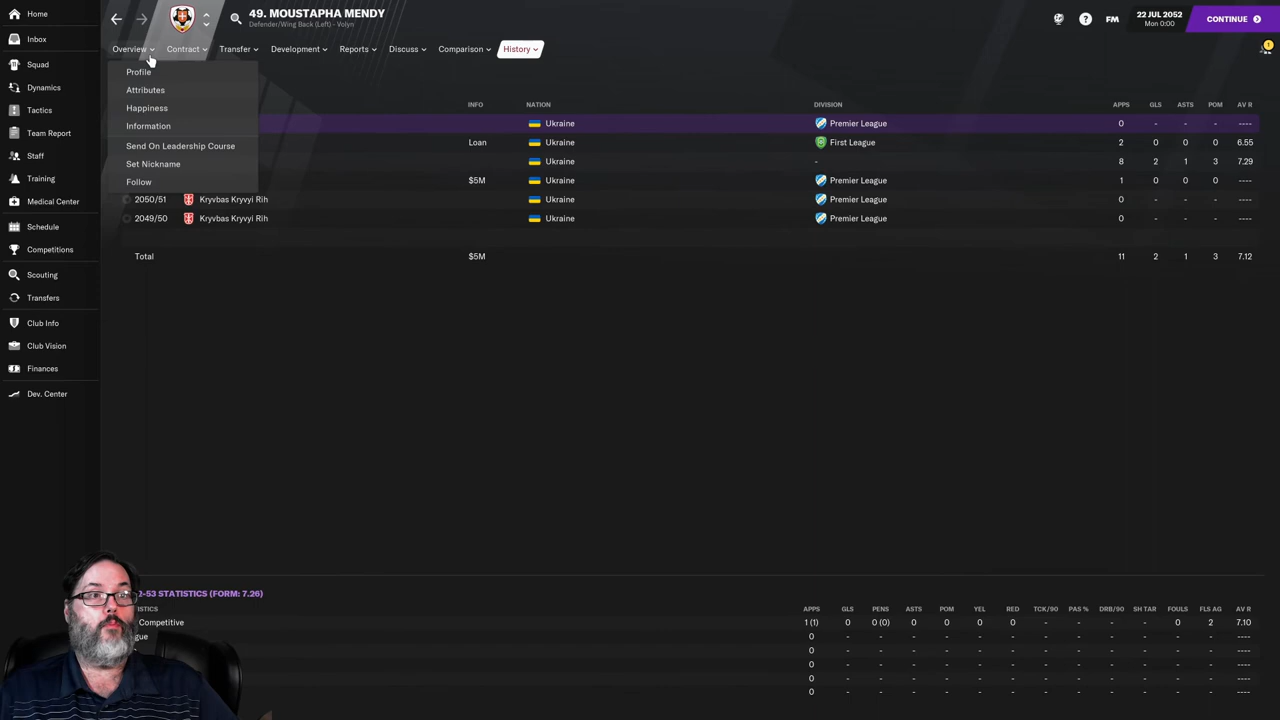 Home
Inbox
Squad
Dynamics
Tactics
Team Report
Staff
Training
Medical Center
Schedule
Competitions
Scouting
Transfers
Club Info
Club Vision
Finances
Dev. Center
49. MOUSTAPHA MENDY
Defender/Wing Back (Left) - Volyn
FM
22 JUL 2052
Mon 0:00
CONTINUE
Overview Contract Transfer Development Reports Discuss Comparison History
Profile
Attributes
Happiness
Information
Send On Leadership Course
Set Nickname
Follow
INFO NATION DIVISION APPS GLS ASTS POM AV R
Ukraine Premier League 0 - - - ----
Loan Ukraine First League 2 0 0 0 6.55
Ukraine - 8 2 1 3 7.29
$5M Ukraine Premier League 1 0 0 0 ----
2050/51 Kryvbas Kryvyi Rih Ukraine Premier League 0 - - - ----
2049/50 Kryvbas Kryvyi Rih Ukraine Premier League 0 - - - ----
Total $5M 11 2 1 3 7.12
2-53 STATISTICS (FORM: 7.26)
TISTICS APPS GLS PENS ASTS POM YEL RED TCK/90 PAS % DRB/90 SH TAR FOULS FLS AG AV R
Competitive 1 (1) - 0 (0) 0 0 0 0 - - - - 0 2 7.10
gue 0 - - - - - - - - - - - - ----
0 - - - - - - - - - - - - ----
0 - - - - - - - - - - - - ----
0 - - - - - - - - - - - - ----
0 - - - - - - - - - - - - ----